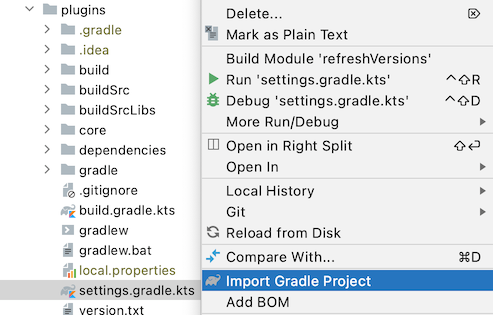 plugins
.gradle
.idea
build
buildSrc
buildSrcLibs
core
dependencies
gradle
.gitignore
build.gradle.kts
gradlew
gradlew.bat
local.properties
settings.gradle.kts
version.txt
Delete... ⌦
Mark as Plain Text
Build Module 'refreshVersions'
Run 'settings.gradle.kts' ^⇧R
Debug 'settings.gradle.kts' ^⇧D
More Run/Debug
Open in Right Split ⇧⏎
Open In
Local History
Git
Reload from Disk
Compare With... ⌘D
Import Gradle Project
Add BOM